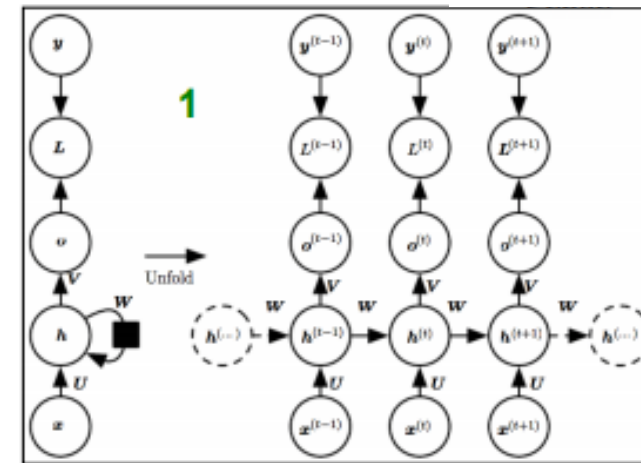 y y^(t−1) y^(t) y^(t+1)
1
L L^(t−1) L^(t) L^(t+1)
o o^(t−1) o^(t) o^(t+1)
Unfold
V V V V
W W W W W
h h^(...) h^(t−1) h^(t) h^(t+1) h^(...)
U U U U
x x^(t−1) x^(t) x^(t+1)